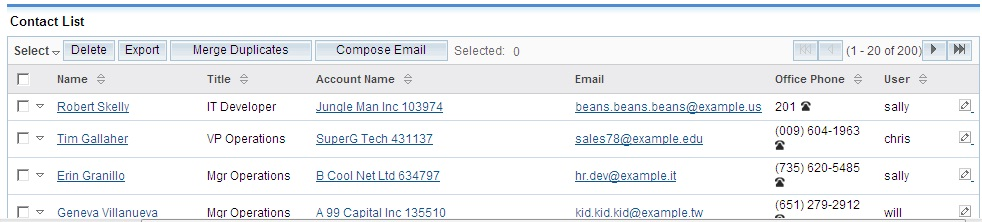 Contact List
Select Delete Export Merge Duplicates Compose Email Selected: 0 (1 - 20 of 200)
Name Title Account Name Email Office Phone User
Robert Skelly IT Developer Jungle Man Inc 103974 beans.beans.beans@example.us 201 sally
Tim Gallaher VP Operations SuperG Tech 431137 sales78@example.edu (009) 604-1963 chris
Erin Granillo Mgr Operations B Cool Net Ltd 634797 hr.dev@example.it (735) 620-5485 sally
Geneva Villanueva Mgr Operations A 99 Capital Inc 135510 kid.kid.kid@example.tw (651) 279-2912 will